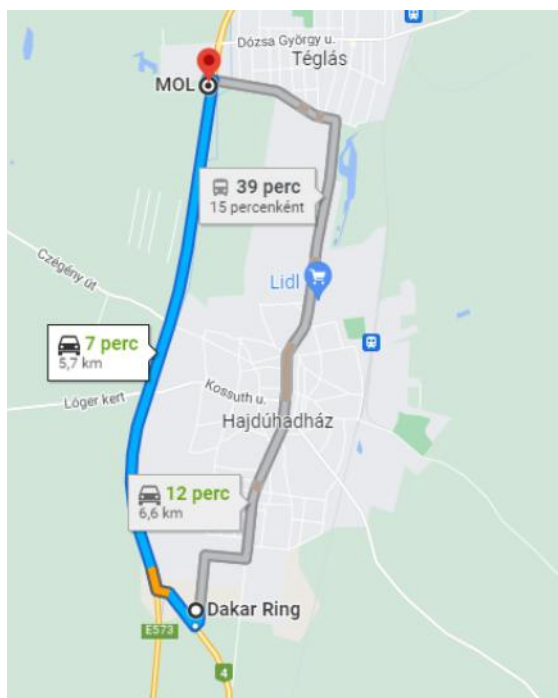 Dózsa György u.
Téglás
MOL
39 perc
15 percenként
Czégény út
Lidl
7 perc
5,7 km
Kossuth u.
Lóger kert
Hajdúhadház
12 perc
6,6 km
Dakar Ring
E573
4